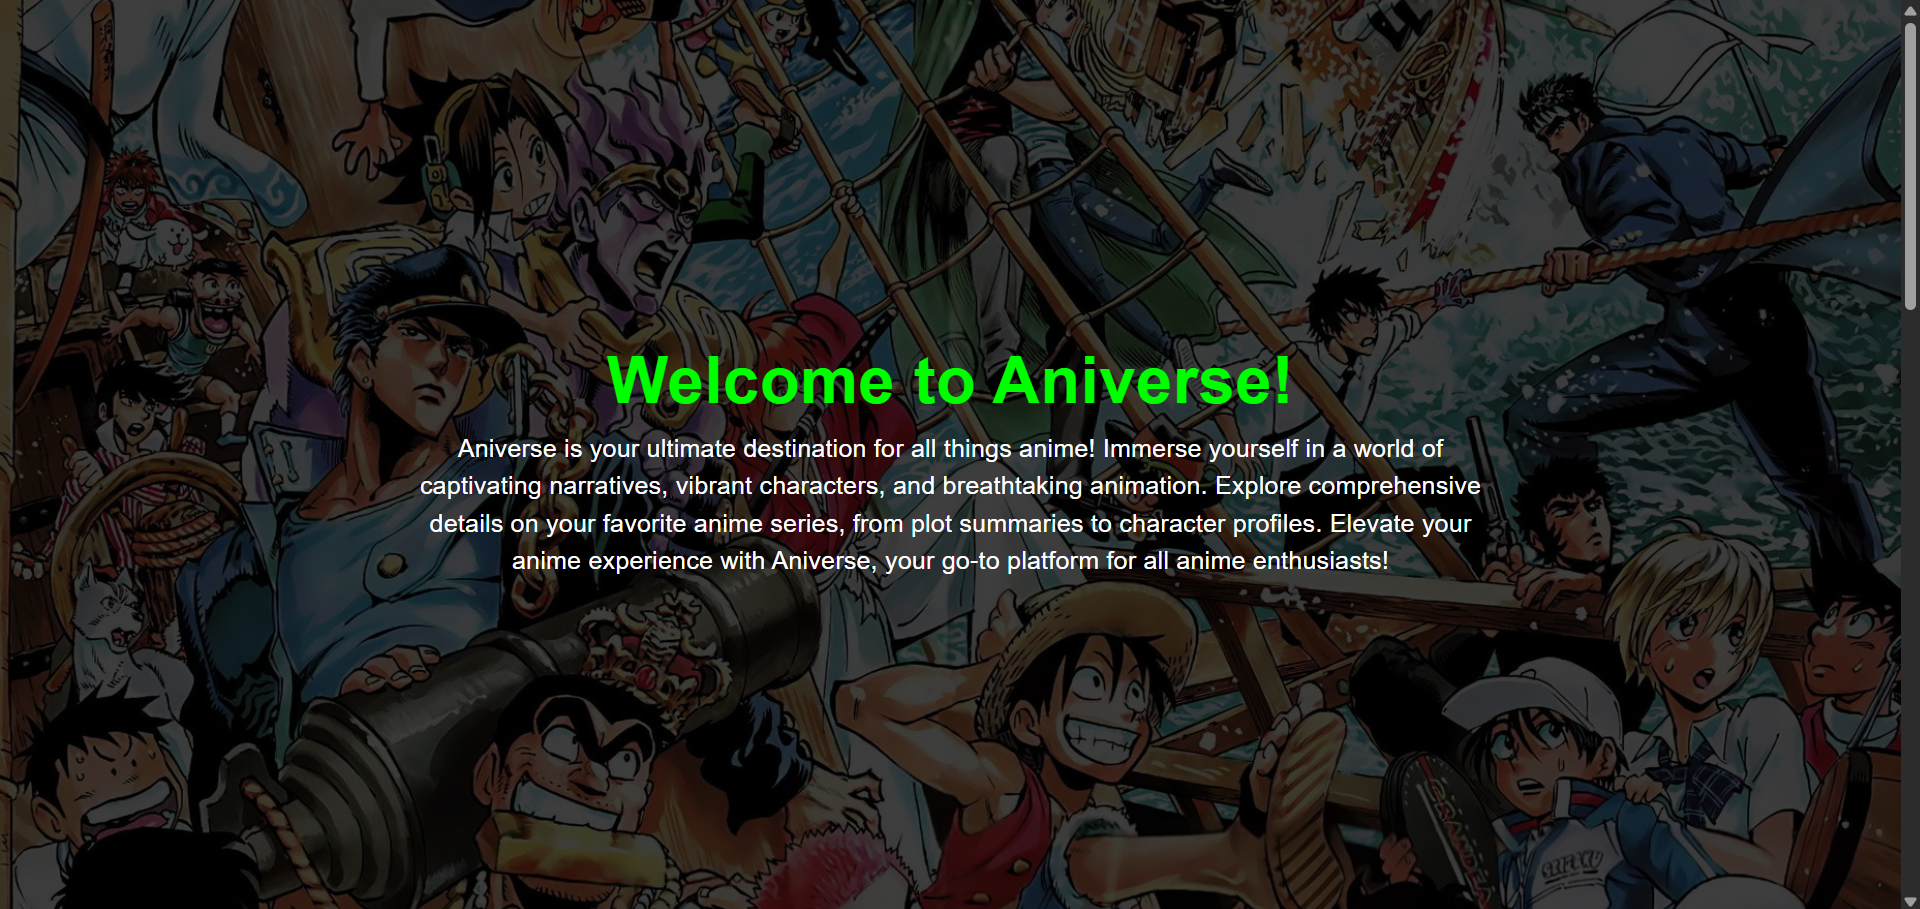 Welcome to Aniverse!
Aniverse is your ultimate destination for all things anime! Immerse yourself in a world of
captivating narratives, vibrant characters, and breathtaking animation. Explore comprehensive
details on your favorite anime series, from plot summaries to character profiles. Elevate your
anime experience with Aniverse, your go-to platform for all anime enthusiasts!